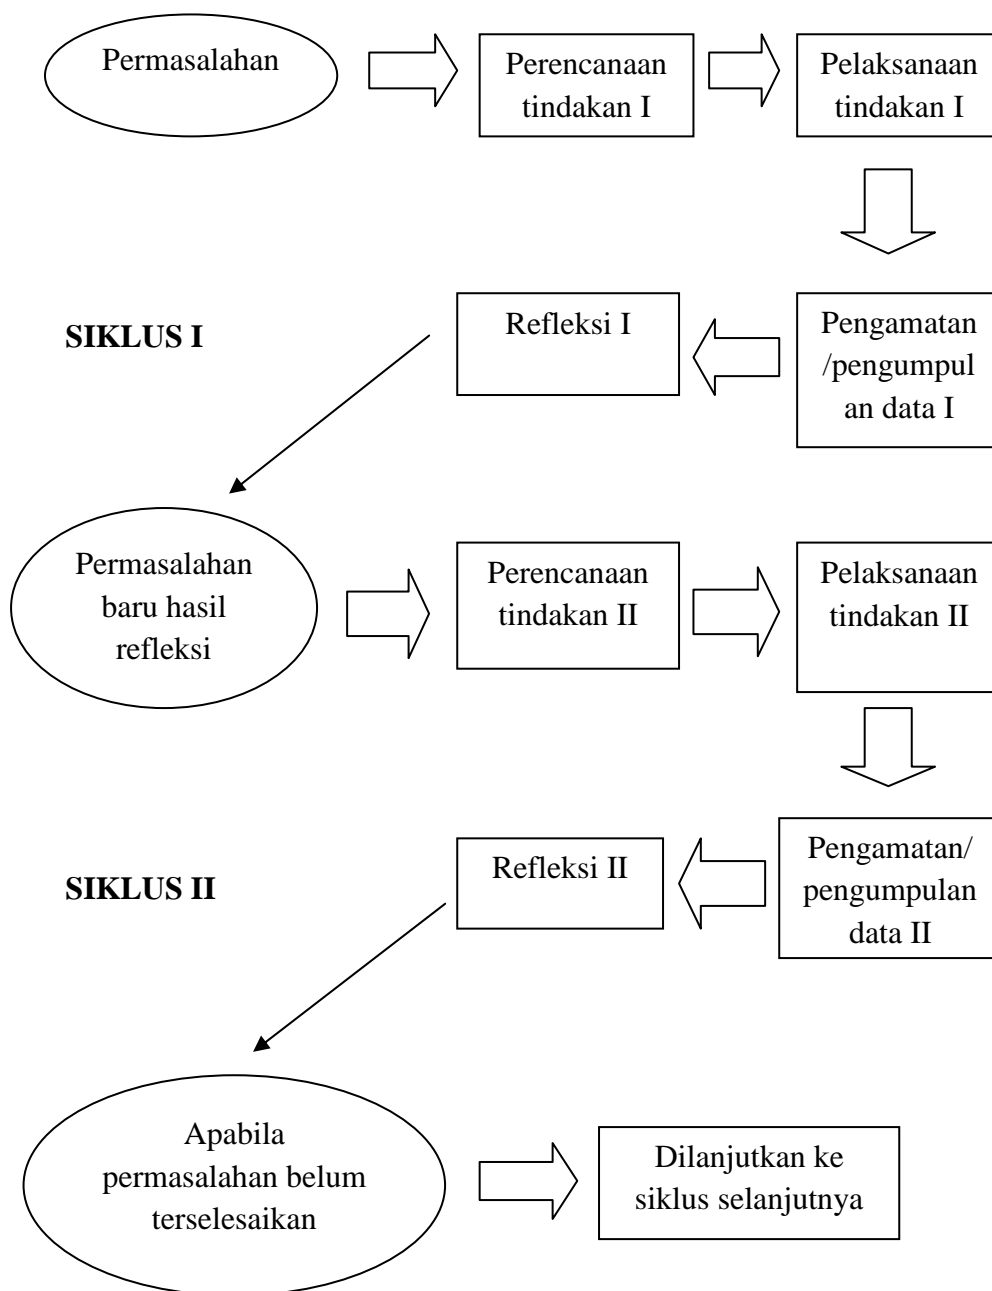 Permasalahan
Perencanaan
tindakan I
Pelaksanaan
tindakan I
SIKLUS I
Refleksi I
Pengamatan
/pengumpul
an data I
Permasalahan
baru hasil
refleksi
Perencanaan
tindakan II
Pelaksanaan
tindakan II
SIKLUS II
Refleksi II
Pengamatan/
pengumpulan
data II
Apabila
permasalahan belum
terselesaikan
Dilanjutkan ke
siklus selanjutnya